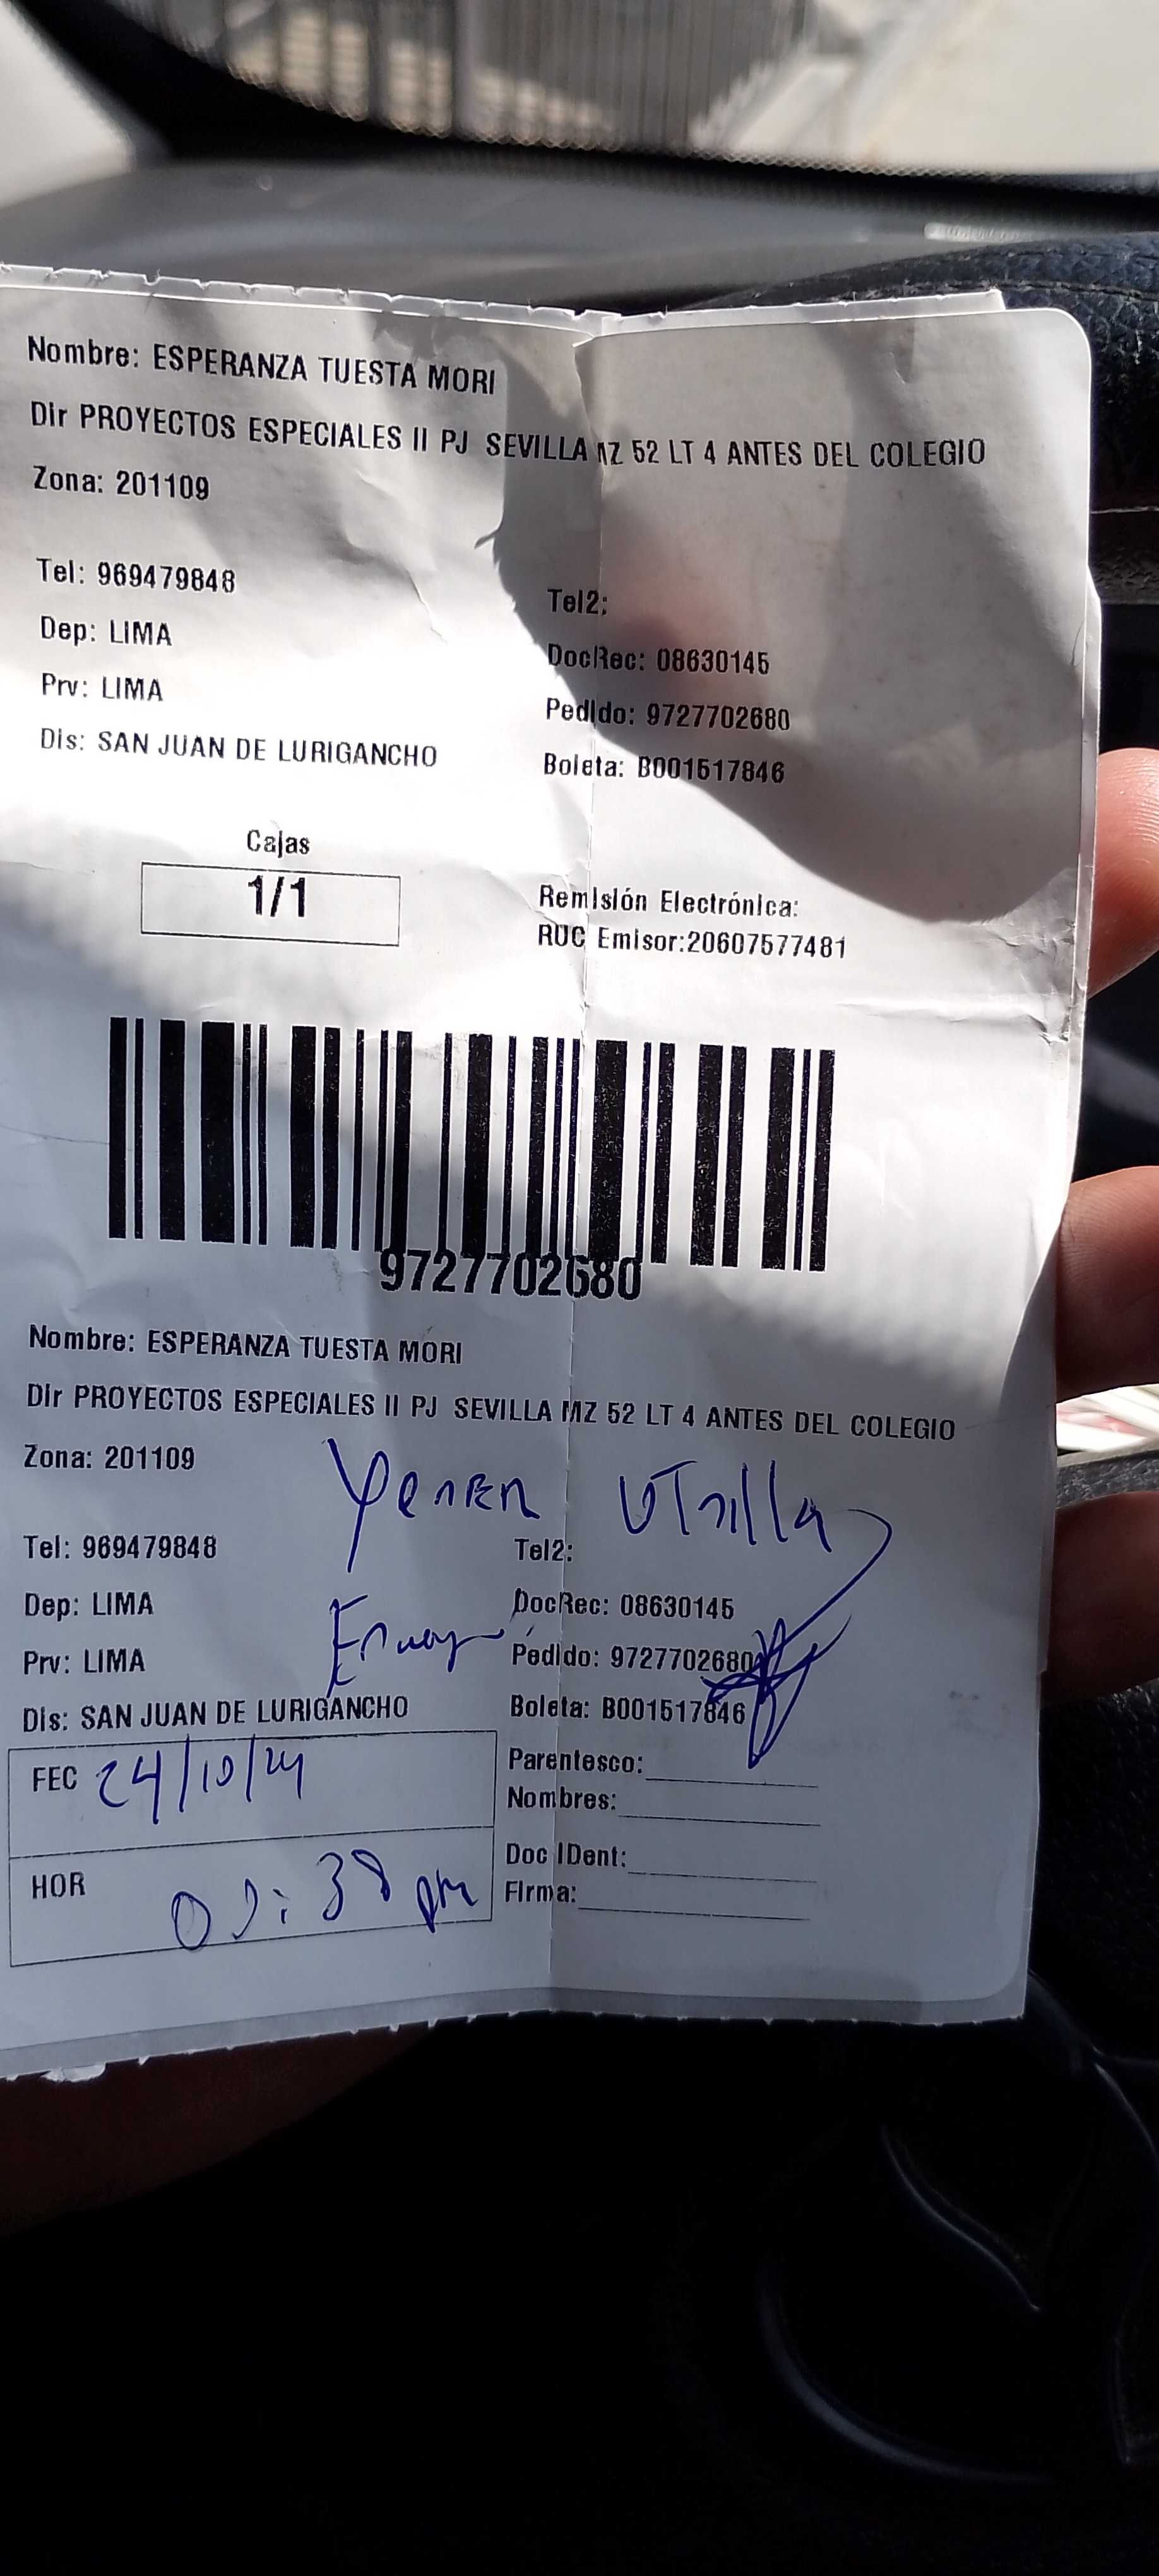 Nombre: ESPERANZA TUESTA MORI
Dir PROYECTOS ESPECIALES II PJ SEVILLA MZ 52 LT 4 ANTES DEL COLEGIO
Zona: 201109
Tel: 969479848
Tel2:
Dep: LIMA
DocRec: 08630145
Prv: LIMA
Pedido: 9727702680
Dis: SAN JUAN DE LURIGANCHO
Boleta: B001517846
Cajas
1/1
Remisión Electrónica:
RUC Emisor:20607577481
9727702680
Nombre: ESPERANZA TUESTA MORI
Dir PROYECTOS ESPECIALES II PJ SEVILLA MZ 52 LT 4 ANTES DEL COLEGIO
Zona: 201109
Tel: 969479848
Tel2:
Dep: LIMA
DocRec: 08630145
Prv: LIMA
Pedido: 9727702680
Dis: SAN JUAN DE LURIGANCHO
Boleta: B001517846
FEC 24/10/24
Parentesco:
Nombres:
HOR
Doc IDent:
Firma: